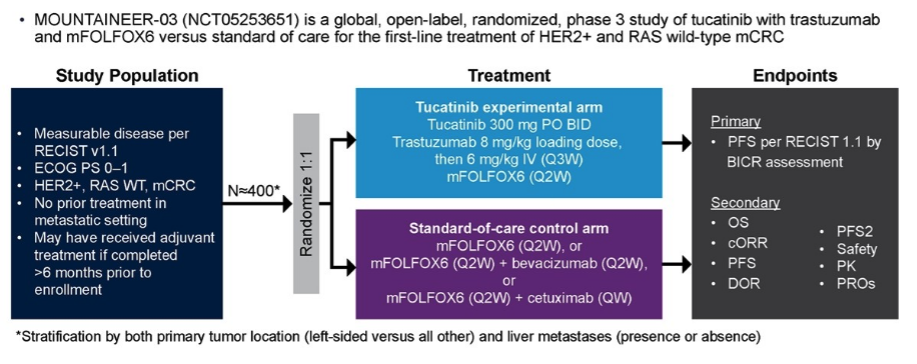 • MOUNTAINEER-03 (NCT05253651) is a global, open-label, randomized, phase 3 study of tucatinib with trastuzumab
and mFOLFOX6 versus standard of care for the first-line treatment of HER2+ and RAS wild-type mCRC
Study Population
• Measurable disease per
RECIST v1.1
• ECOG PS 0–1
• HER2+, RAS WT, mCRC
• No prior treatment in
metastatic setting
• May have received adjuvant
treatment if completed
>6 months prior to
enrollment
N≈400*
Randomize 1:1
Treatment
Tucatinib experimental arm
Tucatinib 300 mg PO BID
Trastuzumab 8 mg/kg loading dose,
then 6 mg/kg IV (Q3W)
mFOLFOX6 (Q2W)
Standard-of-care control arm
mFOLFOX6 (Q2W), or
mFOLFOX6 (Q2W) + bevacizumab (Q2W),
or
mFOLFOX6 (Q2W) + cetuximab (QW)
Endpoints
Primary
• PFS per RECIST 1.1 by
BICR assessment
Secondary
• OS
• cORR
• PFS
• DOR
• PFS2
• Safety
• PK
• PROs
*Stratification by both primary tumor location (left-sided versus all other) and liver metastases (presence or absence)